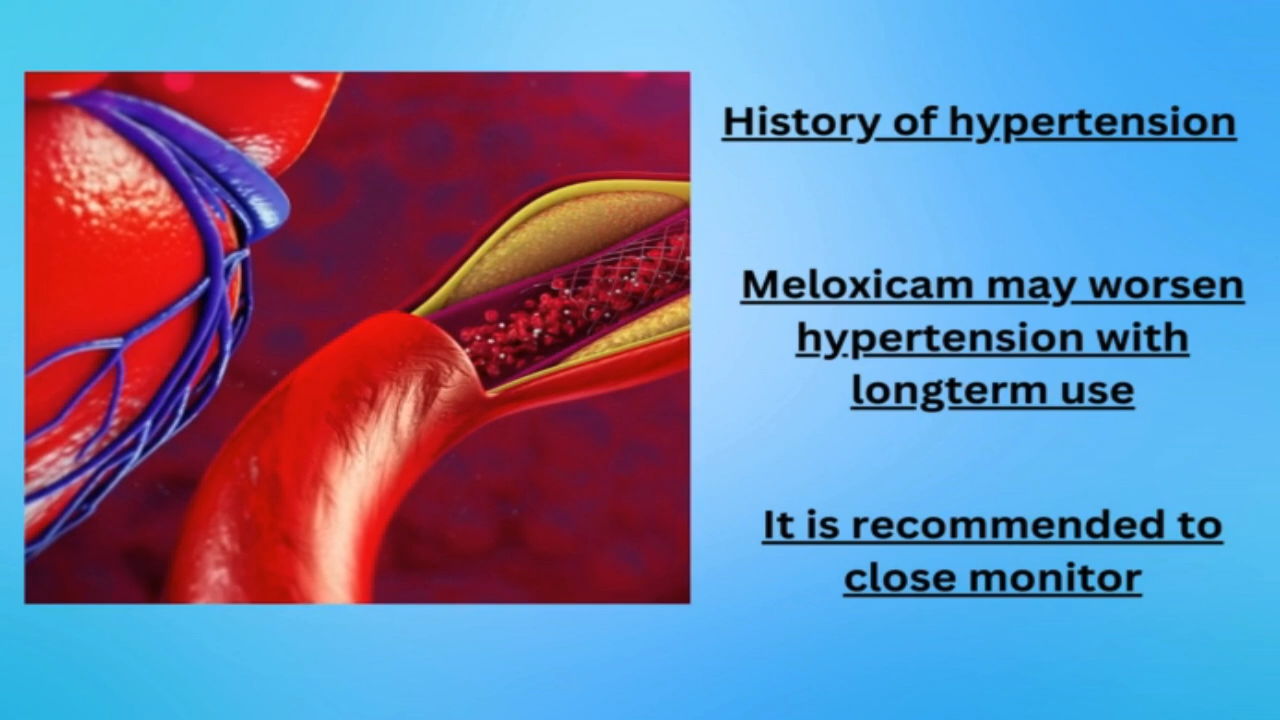 History of hypertension
Meloxicam may worsen
hypertension with
longterm use
It is recommended to
close monitor